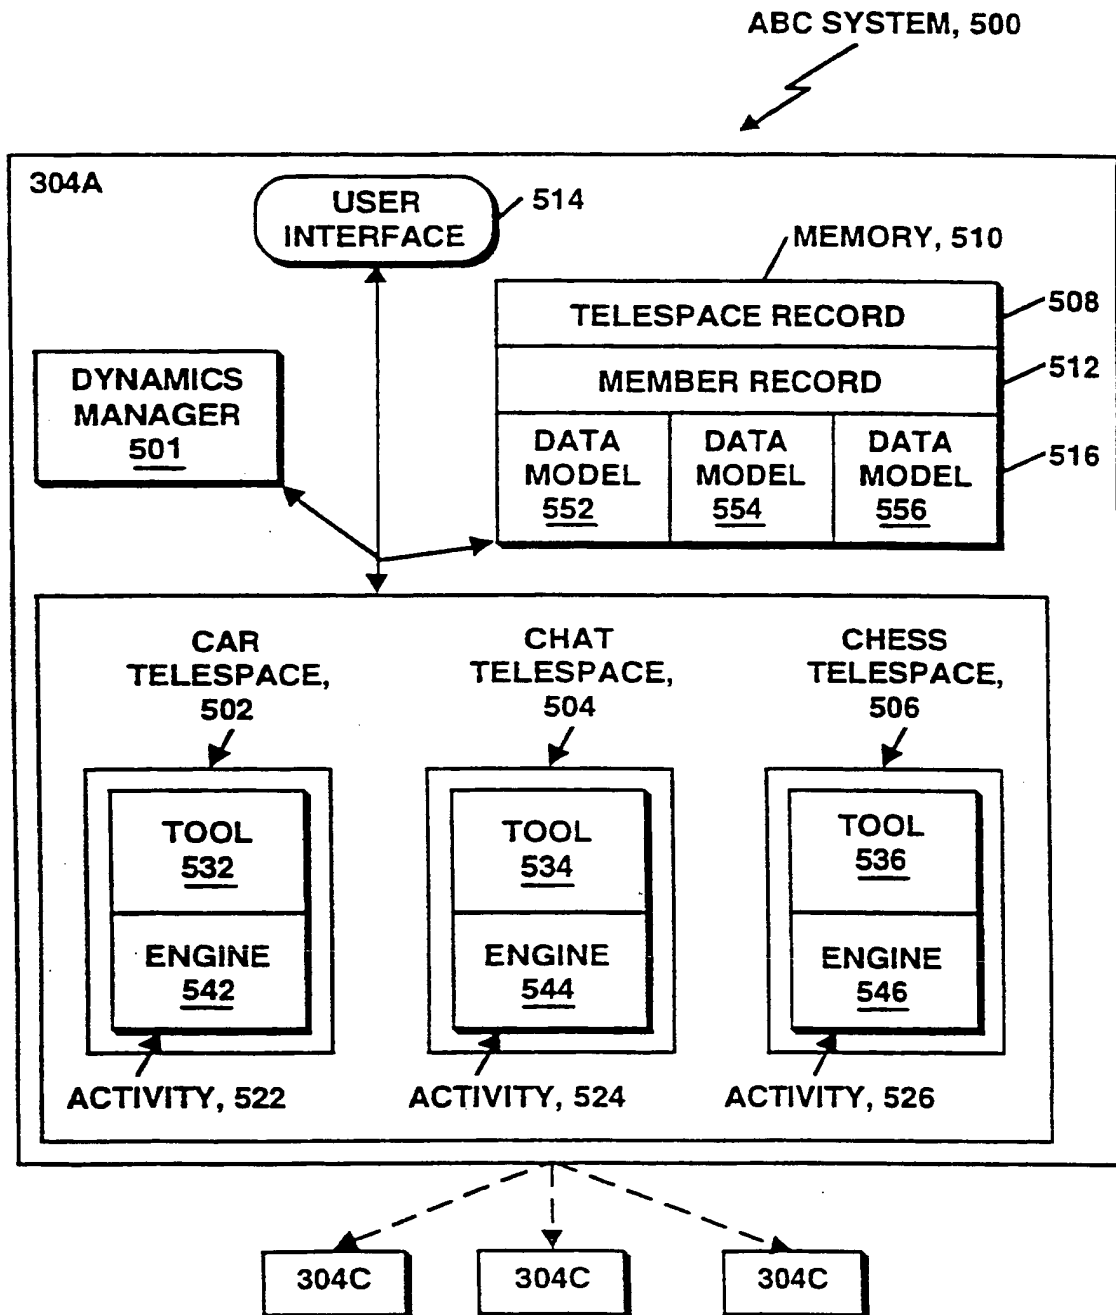 ABC SYSTEM, 500
304A
USER
INTERFACE
514
MEMORY, 510
TELESPACE RECORD
508
MEMBER RECORD
512
DYNAMICS
MANAGER
501
DATA
MODEL
552
DATA
MODEL
554
DATA
MODEL
556
516
CAR
TELESPACE,
502
CHAT
TELESPACE,
504
CHESS
TELESPACE,
506
TOOL
532
TOOL
534
TOOL
536
ENGINE
542
ENGINE
544
ENGINE
546
ACTIVITY, 522
ACTIVITY, 524
ACTIVITY, 526
304C
304C
304C